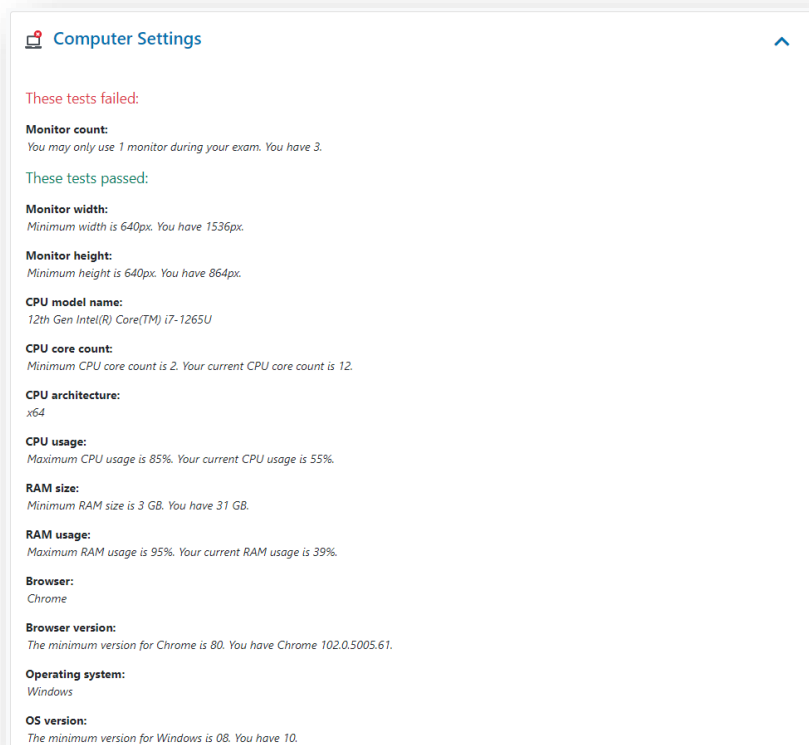 Computer Settings
These tests failed:
Monitor count:
You may only use 1 monitor during your exam. You have 3.
These tests passed:
Monitor width:
Minimum width is 640px. You have 1536px.
Monitor height:
Minimum height is 640px. You have 864px.
CPU model name:
12th Gen Intel(R) Core(TM) i7-1265U
CPU core count:
Minimum CPU core count is 2. Your current CPU core count is 12.
CPU architecture:
x64
CPU usage:
Maximum CPU usage is 85%. Your current CPU usage is 55%.
RAM size:
Minimum RAM size is 3 GB. You have 31 GB.
RAM usage:
Maximum RAM usage is 95%. Your current RAM usage is 39%.
Browser:
Chrome
Browser version:
The minimum version for Chrome is 80. You have Chrome 102.0.5005.61.
Operating system:
Windows
OS version:
The minimum version for Windows is 08. You have 10.